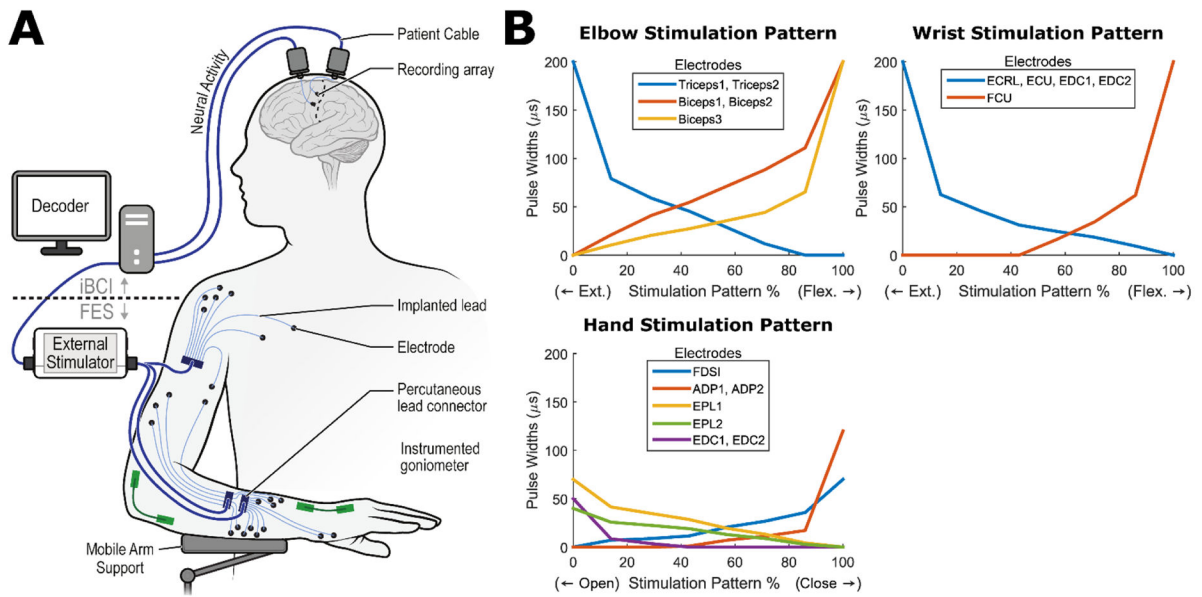 A
Patient Cable
Recording array
Neural Activity
Decoder
iBCI ↑
FES ↓
External
Stimulator
Implanted lead
Electrode
Percutaneous
lead connector
Instrumented
goniometer
Mobile Arm
Support
B
Elbow Stimulation Pattern
Electrodes
Triceps1, Triceps2
Biceps1, Biceps2
Biceps3
Pulse Widths (μs)
200
150
100
50
0
0 20 40 60 80 100
(← Ext.) Stimulation Pattern % (Flex. →)
Wrist Stimulation Pattern
Electrodes
ECRL, ECU, EDC1, EDC2
FCU
Pulse Widths (μs)
200
150
100
50
0
0 20 40 60 80 100
(← Ext.) Stimulation Pattern % (Flex. →)
Hand Stimulation Pattern
Electrodes
FDSI
ADP1, ADP2
EPL1
EPL2
EDC1, EDC2
Pulse Widths (μs)
200
150
100
50
0
0 20 40 60 80 100
(← Open) Stimulation Pattern % (Close →)